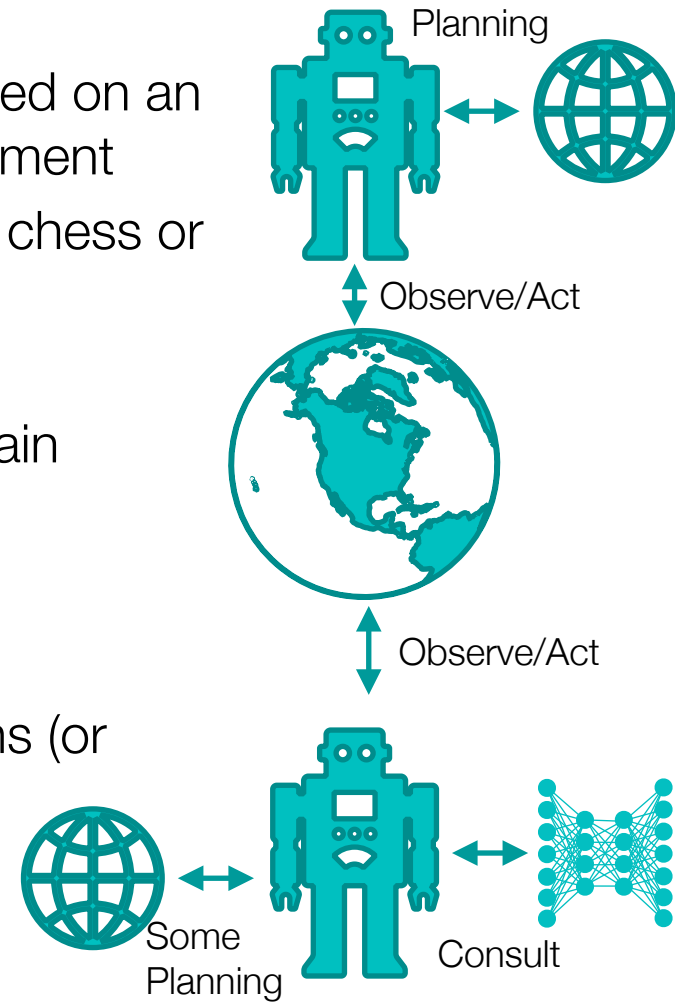 Planning
ed on an
ment
chess or
Observe/Act
ain
Observe/Act
ns (or
Some
Planning
Consult